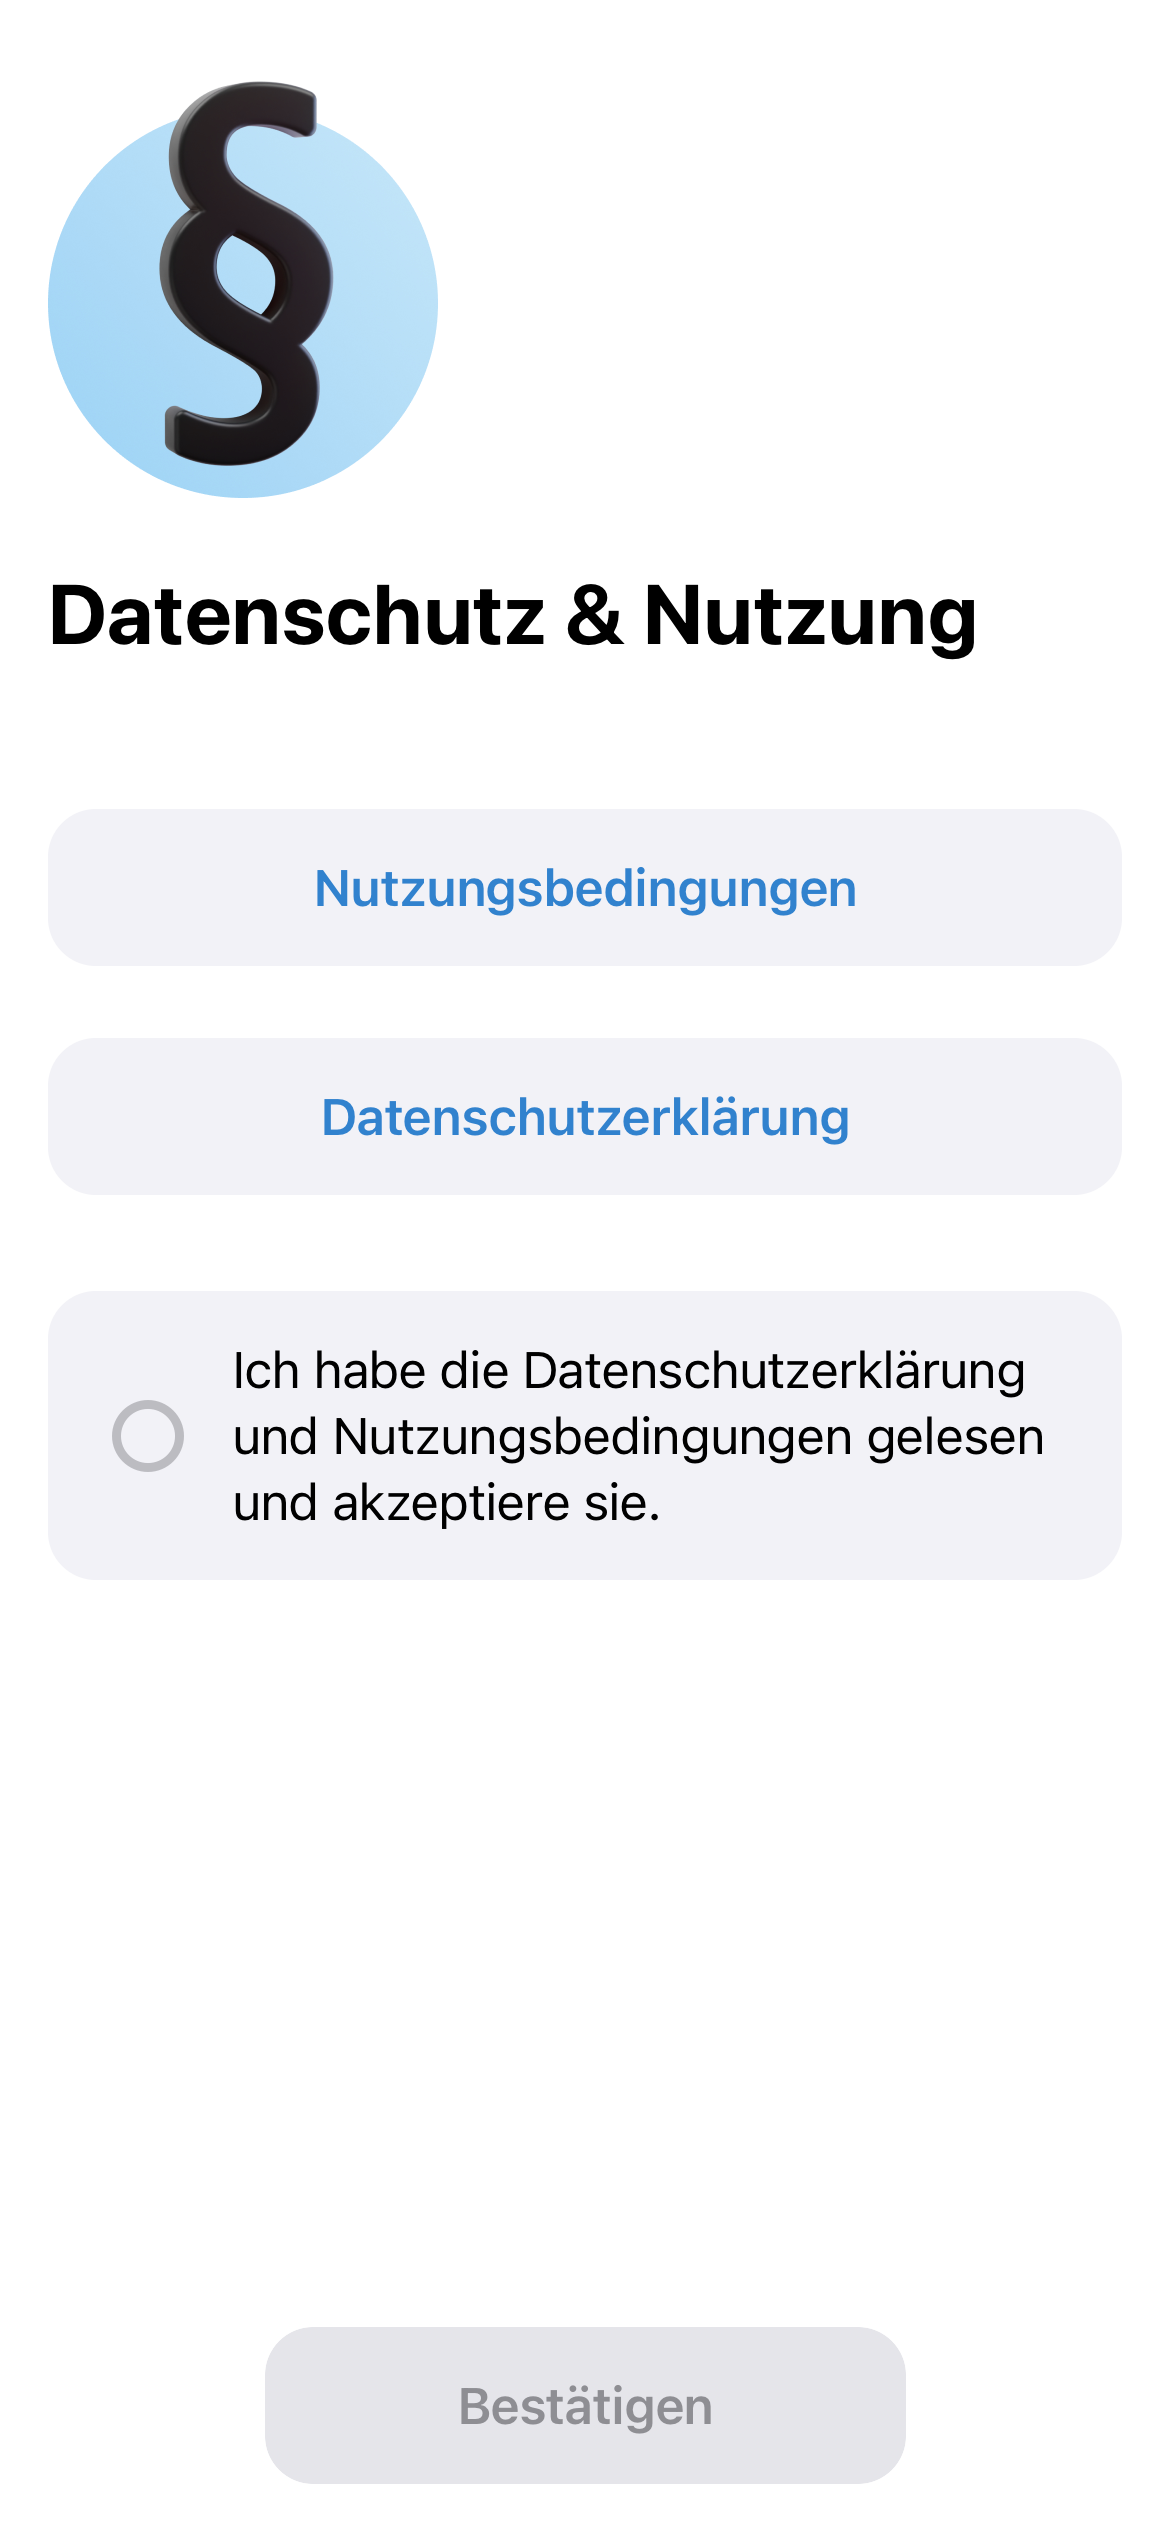 §
Datenschutz & Nutzung
Nutzungsbedingungen
Datenschutzerklärung
Ich habe die Datenschutzerklärung
und Nutzungsbedingungen gelesen
und akzeptiere sie.
Bestätigen